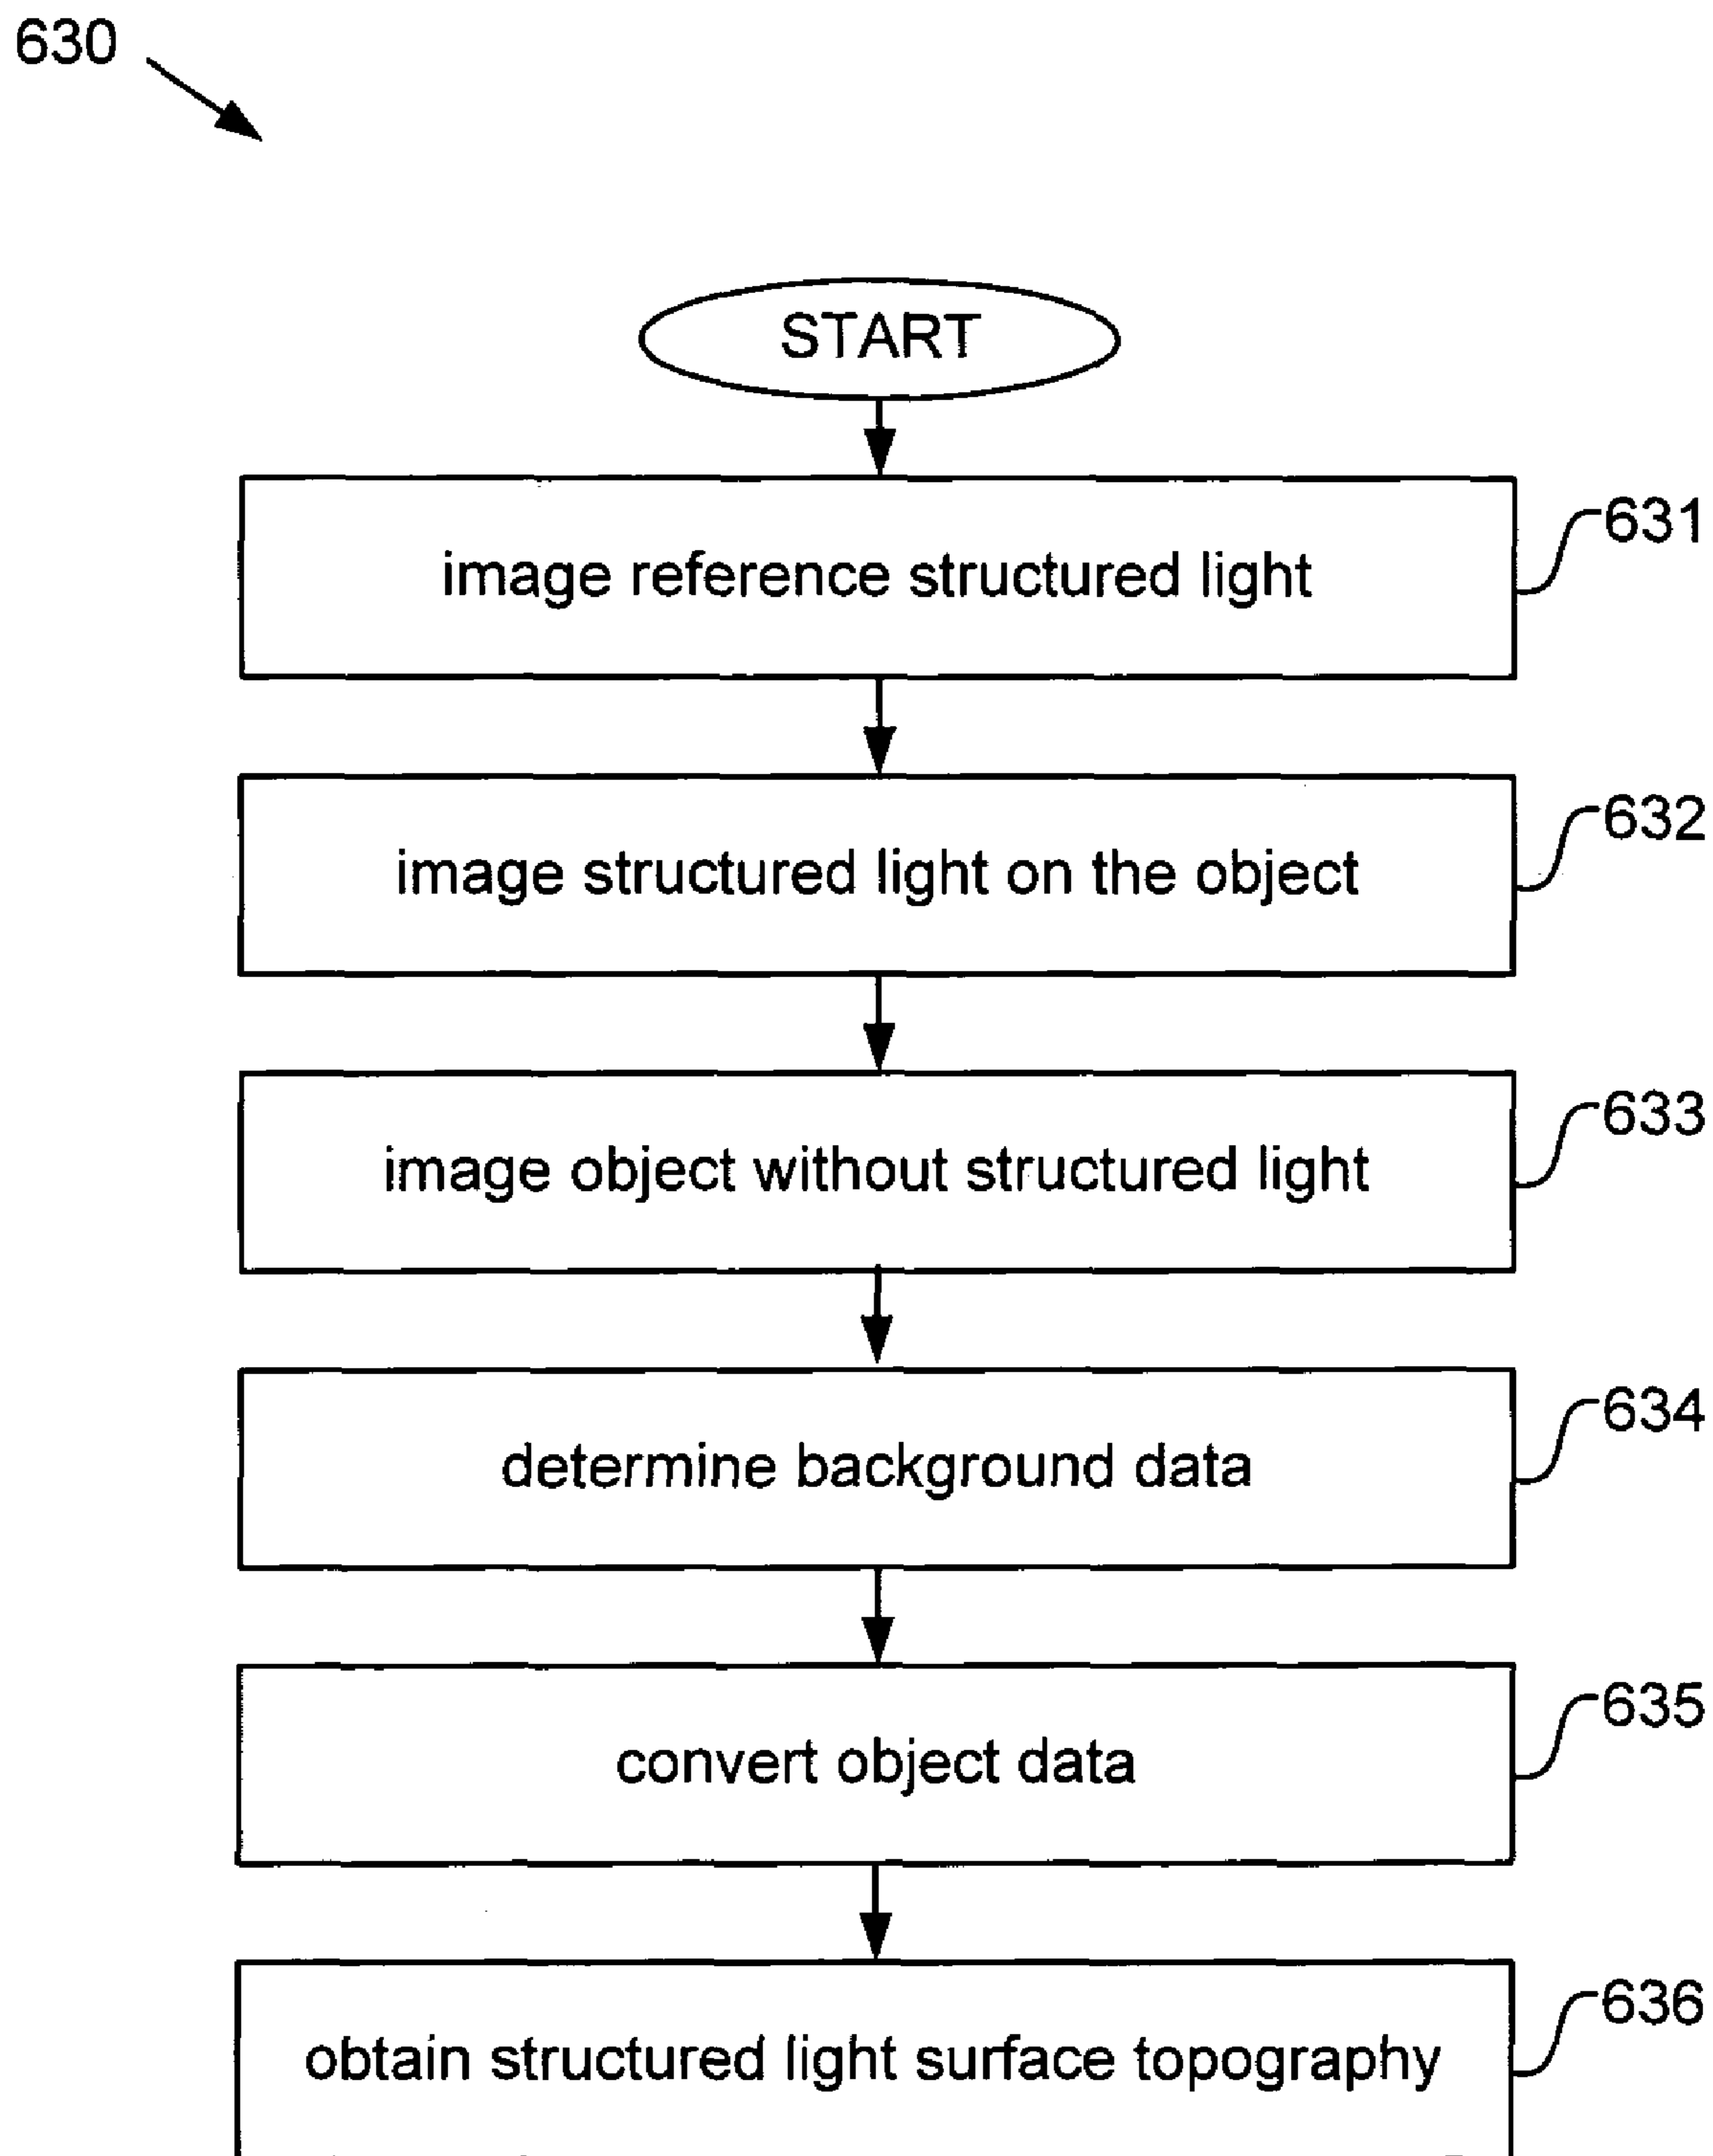 630
START
image reference structured light
631
image structured light on the object
632
image object without structured light
633
determine background data
634
convert object data
635
obtain structured light surface topography
636